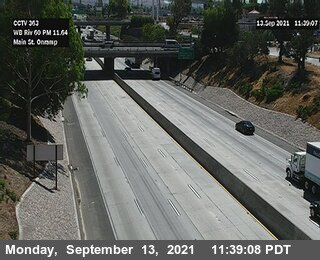 CCTV 363
WB Riv 60 PM 11.64
Main St. Onramp
13 Sep 2021 11:39:07
Monday, September 13, 2021 11:39:08 PDT